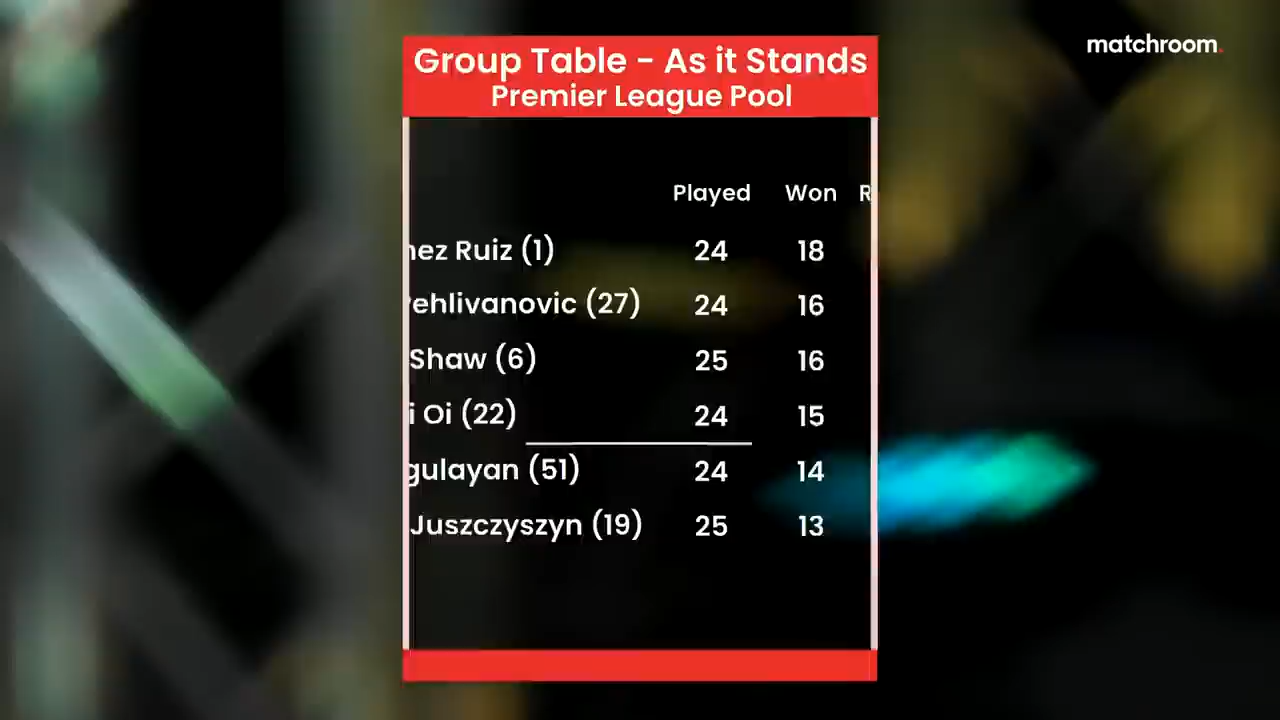 matchroom.
Group Table - As it Stands
Premier League Pool
Played Won R
nez Ruiz (1) 24 18
ehlivanovic (27) 24 16
Shaw (6) 25 16
i Oi (22) 24 15
gulayan (51) 24 14
Juszczyszyn (19) 25 13